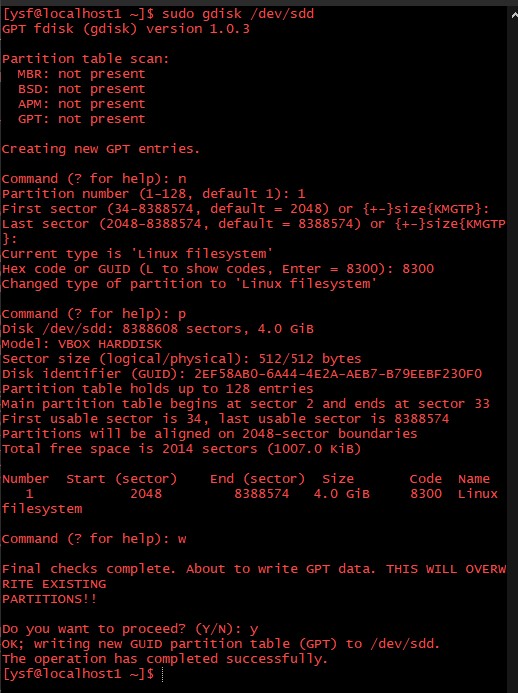 [ysf@localhost1 ~]$ sudo gdisk /dev/sdd
GPT fdisk (gdisk) version 1.0.3
Partition table scan:
  MBR: not present
  BSD: not present
  APM: not present
  GPT: not present
Creating new GPT entries.
Command (? for help): n
Partition number (1-128, default 1): 1
First sector (34-8388574, default = 2048) or {+-}size{KMGTP}:
Last sector (2048-8388574, default = 8388574) or {+-}size{KMGTP
}:
Current type is 'Linux filesystem'
Hex code or GUID (L to show codes, Enter = 8300): 8300
Changed type of partition to 'Linux filesystem'
Command (? for help): p
Disk /dev/sdd: 8388608 sectors, 4.0 GiB
Model: VBOX HARDDISK
Sector size (logical/physical): 512/512 bytes
Disk identifier (GUID): 2EF58AB0-6A44-4E2A-AEB7-B79EEBF230F0
Partition table holds up to 128 entries
Main partition table begins at sector 2 and ends at sector 33
First usable sector is 34, last usable sector is 8388574
Partitions will be aligned on 2048-sector boundaries
Total free space is 2014 sectors (1007.0 KiB)
Number  Start (sector)    End (sector)  Size       Code  Name
   1            2048         8388574   4.0 GiB     8300  Linux
filesystem
Command (? for help): w
Final checks complete. About to write GPT data. THIS WILL OVERW
RITE EXISTING
PARTITIONS!!
Do you want to proceed? (Y/N): y
OK; writing new GUID partition table (GPT) to /dev/sdd.
The operation has completed successfully.
[ysf@localhost1 ~]$